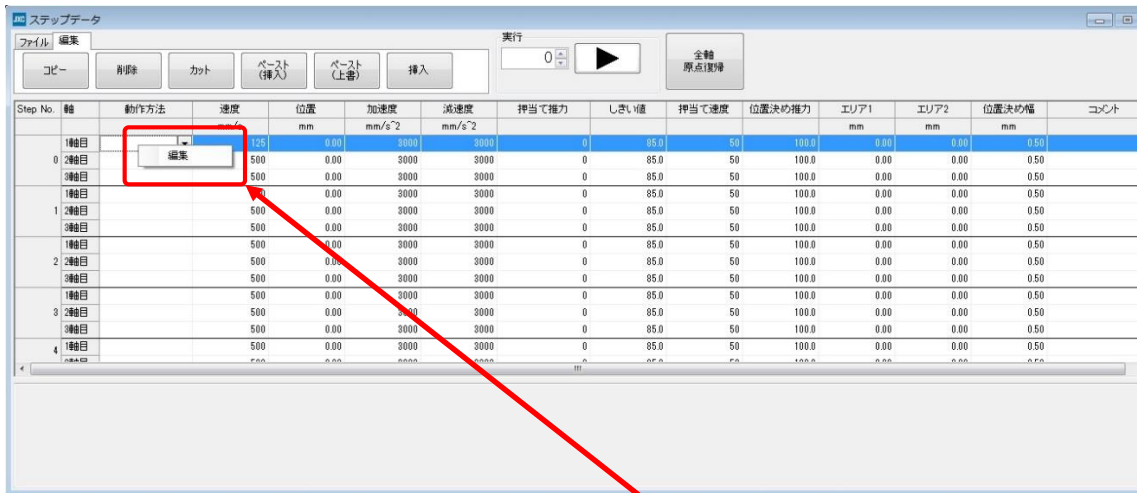 JXC ステップデータ
ファイル 編集
コピー 削除 カット ペースト(挿入) ペースト(上書) 挿入
実行
0
全軸
原点復帰
Step No. 軸 動作方法 速度 位置 加速度 減速度 押当て推力 しきい値 押当て速度 位置決め推力 エリア1 エリア2 位置決め幅 コメント
mm mm/s^2 mm/s^2 mm mm mm
1軸目 125 0.00 3000 3000 0 85.0 50 100.0 0.00 0.00 0.50
編集
0 2軸目 500 0.00 3000 3000 0 85.0 50 100.0 0.00 0.00 0.50
3軸目 500 0.00 3000 3000 0 85.0 50 100.0 0.00 0.00 0.50
1軸目 0.00 3000 3000 0 85.0 50 100.0 0.00 0.00 0.50
1 2軸目 500 0.00 3000 3000 0 85.0 50 100.0 0.00 0.00 0.50
3軸目 500 0.00 3000 3000 0 85.0 50 100.0 0.00 0.00 0.50
1軸目 500 0.00 3000 3000 0 85.0 50 100.0 0.00 0.00 0.50
2 2軸目 500 0.00 3000 3000 0 85.0 50 100.0 0.00 0.00 0.50
3軸目 500 0.00 3000 3000 0 85.0 50 100.0 0.00 0.00 0.50
1軸目 500 0.00 3000 3000 0 85.0 50 100.0 0.00 0.00 0.50
3 2軸目 500 0.00 3000 3000 0 85.0 50 100.0 0.00 0.00 0.50
3軸目 500 0.00 3000 3000 0 85.0 50 100.0 0.00 0.00 0.50
4 1軸目 500 0.00 3000 3000 0 85.0 50 100.0 0.00 0.00 0.50